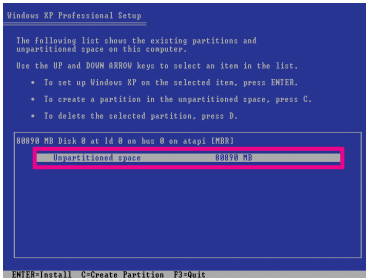 Windows XP Professional Setup
The following list shows the existing partitions and
unpartitioned space on this computer.
Use the UP and DOWN ARROW keys to select an item in the list.
• To set up Windows XP on the selected item, press ENTER.
• To create a partition in the unpartitioned space, press C.
• To delete the selected partition, press D.
80890 MB Disk 0 at Id 0 on bus 0 on atapi [MBR]
Unpartitioned space 80890 MB
ENTER=Install C=Create Partition F3=Quit